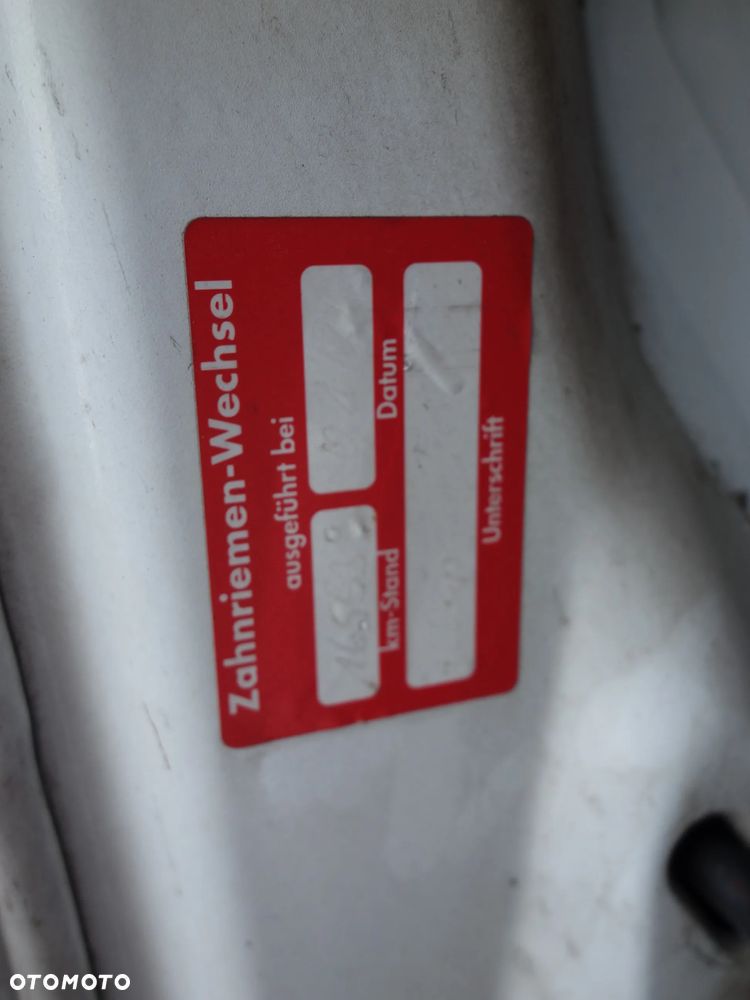 Zahnriemen-Wechsel
ausgeführt bei
km-Stand
Datum
Unterschrift
OTOMOTO